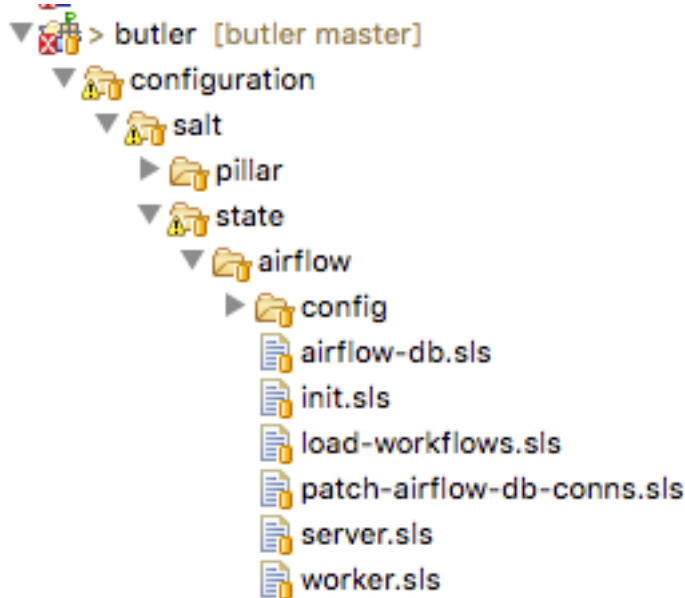 > butler [butler master]
configuration
salt
pillar
state
airflow
config
airflow-db.sls
init.sls
load-workflows.sls
patch-airflow-db-conns.sls
server.sls
worker.sls